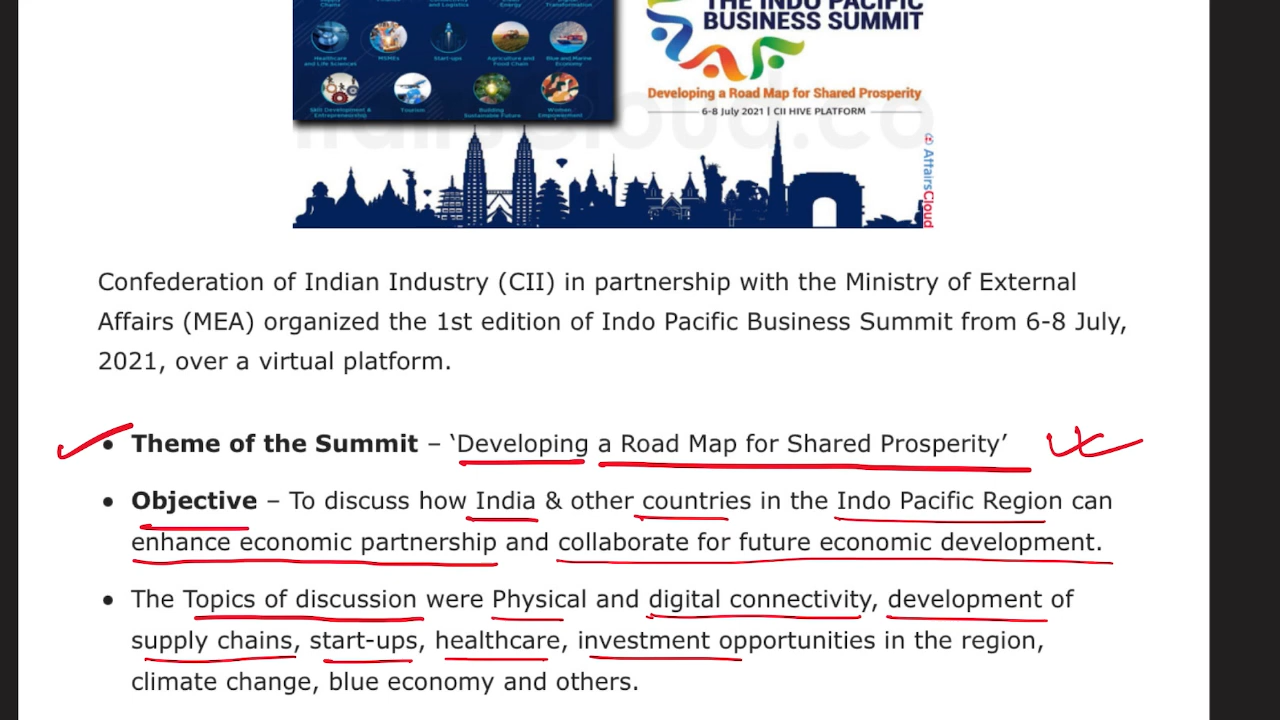 THE INDO PACIFIC
BUSINESS SUMMIT
Developing a Road Map for Shared Prosperity
6-8 July 2021 | CII HIVE PLATFORM
Chains
and Logistics
Energy
Transformation
Healthcare
and Life Sciences
MSMEs
Start-ups
Agriculture and
Food Chain
Blue and Marine
Economy
Skill Development &
Entrepreneurship
Tourism
Building
Sustainable Future
Women
Empowerment
AffairsCloud
Confederation of Indian Industry (CII) in partnership with the Ministry of External
Affairs (MEA) organized the 1st edition of Indo Pacific Business Summit from 6-8 July,
2021, over a virtual platform.
• Theme of the Summit – ‘Developing a Road Map for Shared Prosperity’
• Objective – To discuss how India & other countries in the Indo Pacific Region can
enhance economic partnership and collaborate for future economic development.
• The Topics of discussion were Physical and digital connectivity, development of
supply chains, start-ups, healthcare, investment opportunities in the region,
climate change, blue economy and others.